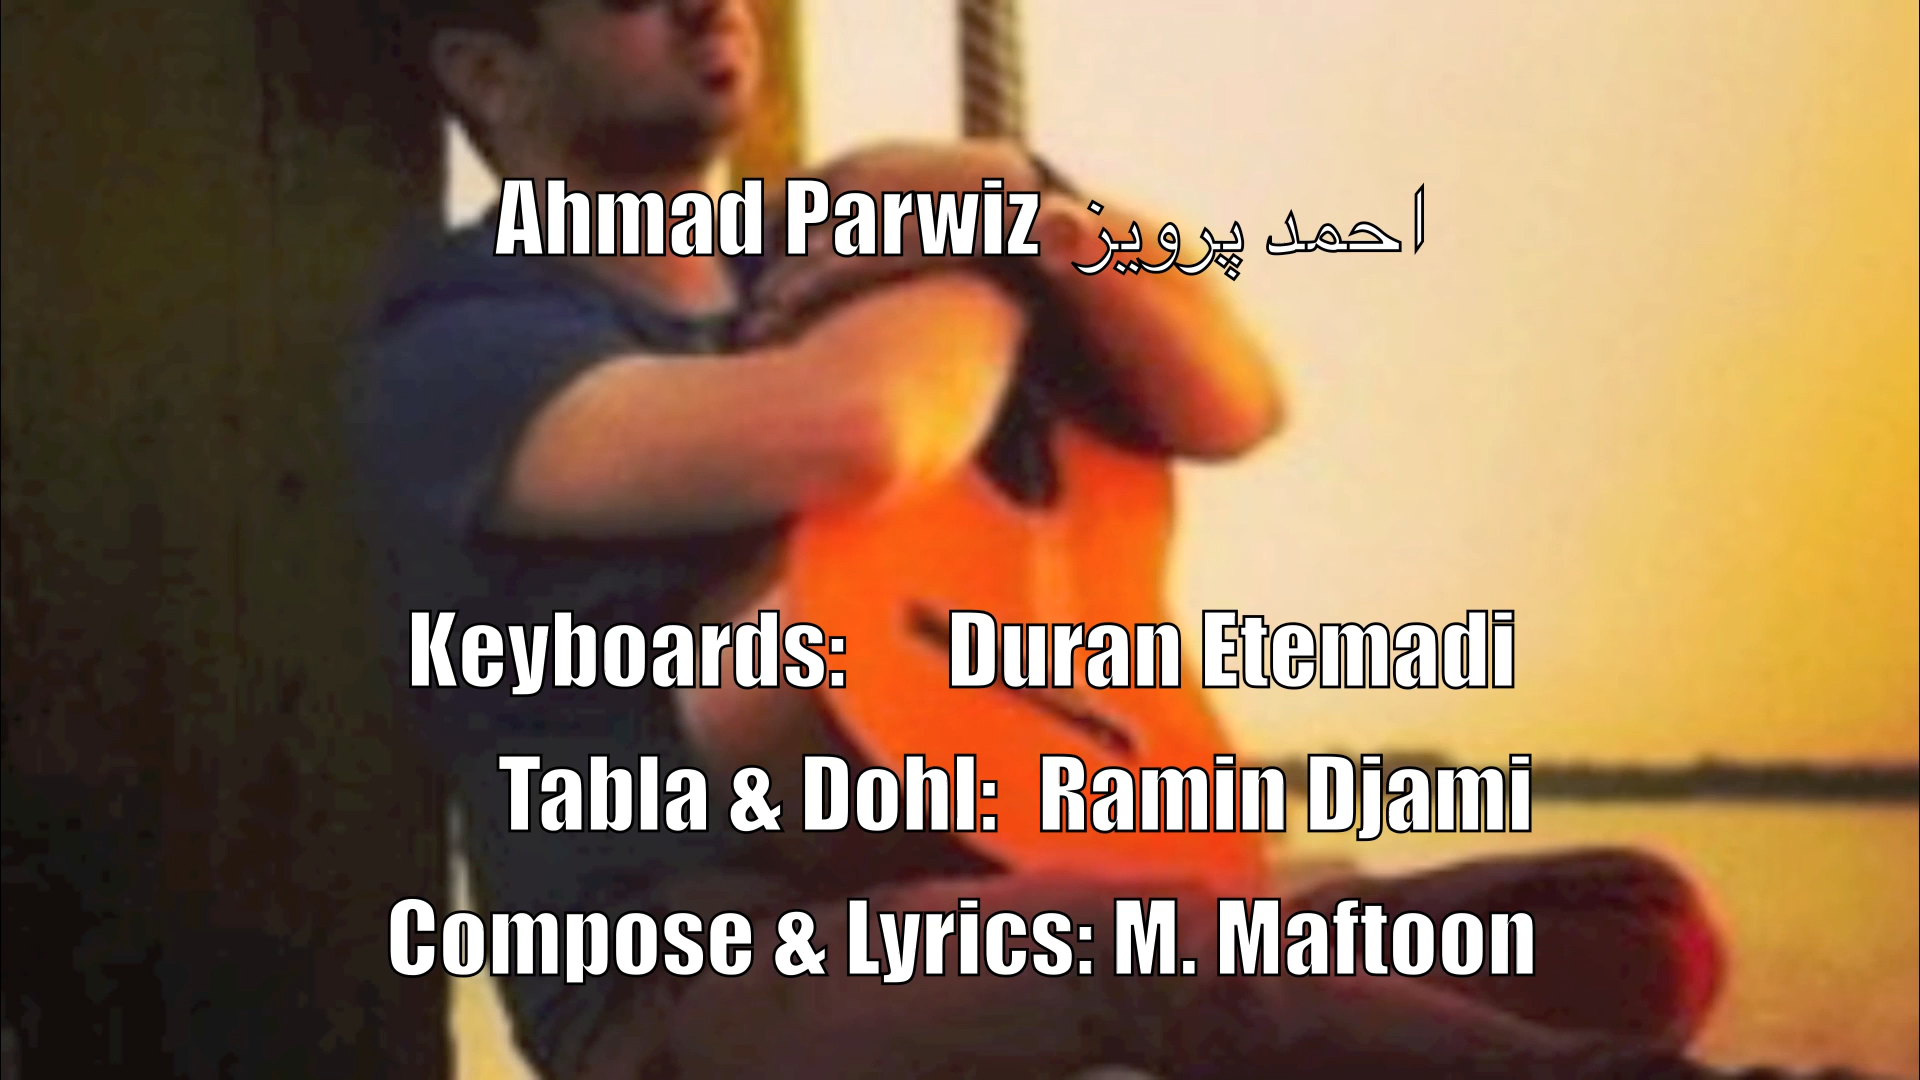 Ahmad Parwiz احمد پرویز
Keyboards: Duran Etemadi
Tabla & Dohl: Ramin Djami
Compose & Lyrics: M. Maftoon